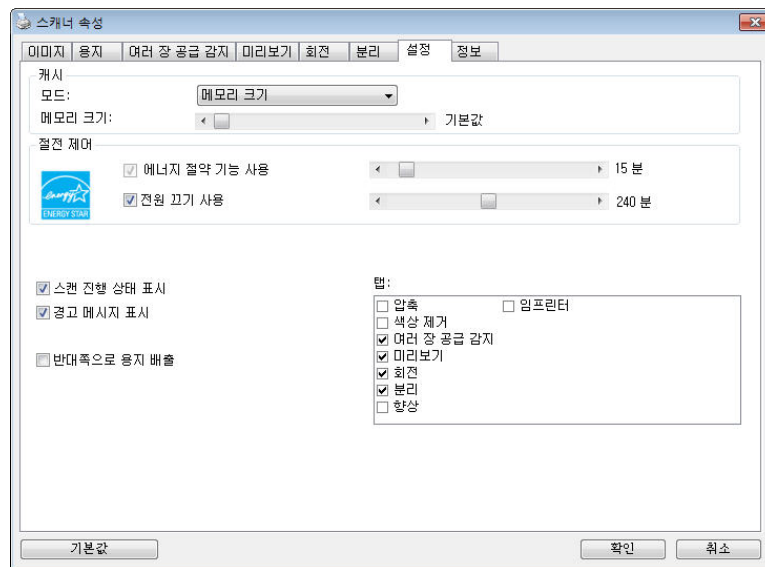 스캐너 속성
이미지 용지 여러 장 공급 감지 미리보기 회전 분리 설정 정보
캐시
모드: 메모리 크기
메모리 크기: 기본값
절전 제어
에너지 절약 기능 사용 15 분
energy
ENERGY STAR
전원 끄기 사용 240 분
스캔 진행 상태 표시
경고 메시지 표시
반대쪽으로 용지 배출
탭:
압축 임프린터
색상 제거
여러 장 공급 감지
미리보기
회전
분리
향상
기본값 확인 취소